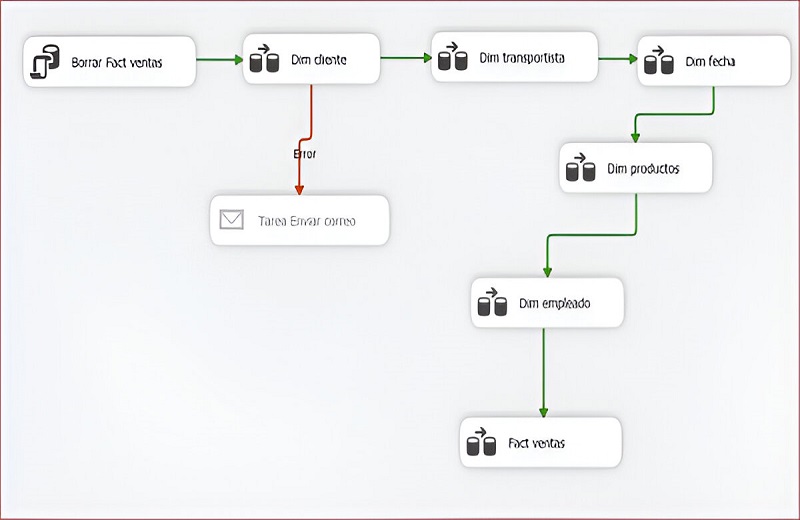 Borrar Fact ventas
Dim cliente
Dim transportista
Dim fecha
Error
Dim productos
Tarea Enviar correo
Dim empleado
Fact ventas